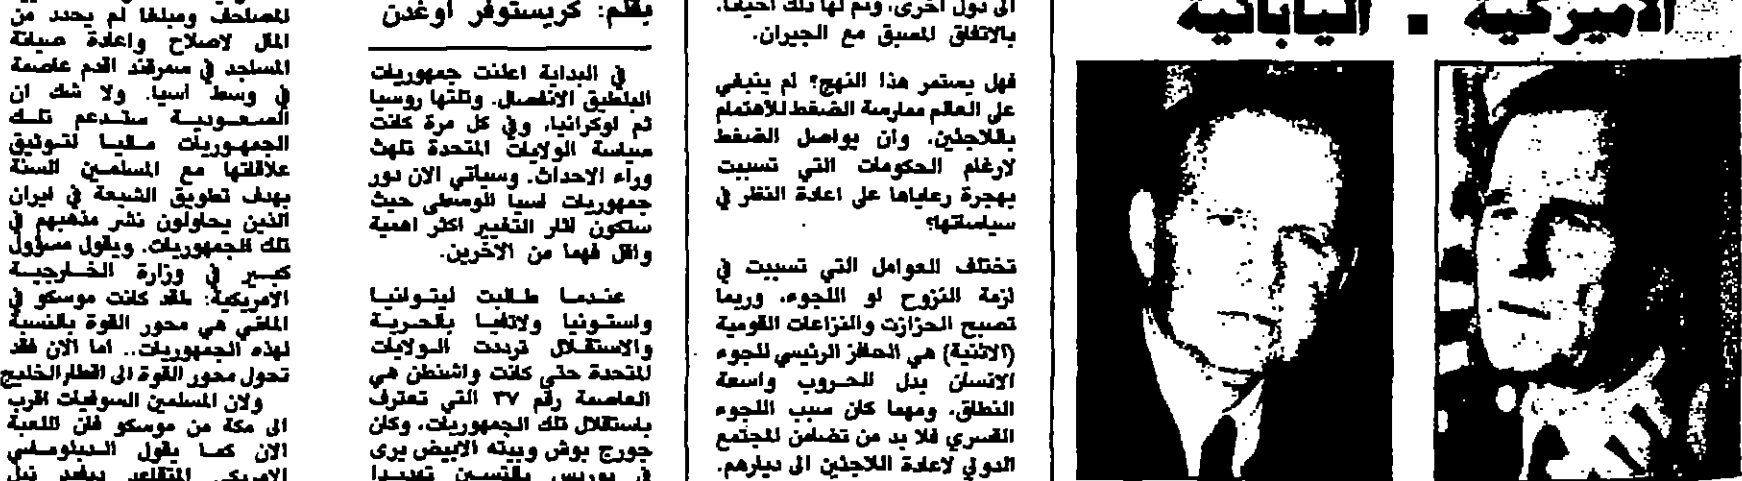 الاميركية . اليابانية
الى دول اخرى، وتم لها ذلك احيانا،
بالاتفاق المسبق مع الجيران.
فهل يستمر هذا النهج؟ لم ينبغي
على العالم ممارسة الضغط للاهتمام
باللاجئين، وان يواصل الضغط
لارغام الحكومات التي تسببت
بهجرة رعاياها على اعادة النظر في
سياساتها؟
تختلف العوامل التي تسببت في
ازمة النزوح او اللجوء، وربما
تصبح الحزازت والنزاعات القومية
(الاثنية) هي الحافز الرئيسي للجوء
الانسان بدل الحروب واسعة
النطاق، ومهما كان سبب اللجوء
القسري فلا بد من تضامن المجتمع
الدولي لاعادة اللاجئين الى ديارهم.
بقلم: كريستوفر اوغدن
في البداية اعلنت جمهوريات
البلطيق الانفصال، وتلتها روسيا
ثم اوكرانيا، وفي كل مرة كانت
سياسة الولايات المتحدة تلهث
وراء الاحداث. وسياتي الان دور
جمهوريات اسيا الوسطى حيث
ستكون اثار التغيير اكثر اهمية
واقل فهما من الاخرين.
عندما طالبت ليتوانيا
واستونيا ولاتفيا بالحرية
والاستقلال ترددت الولايات
المتحدة حتى كانت واشنطن هي
العاصمة رقم ٣٧ التي تعترف
باستقلال تلك الجمهوريات، وكان
جورج بوش وبيته الابيض يرى
في بوريس يلتسين تهديدا
للمصاحف ومبلغا لم يحدد من
المال لاصلاح واعادة صيانة
المساجد في سمرقند اقدم عاصمة
في وسط اسيا. ولا شك ان
السعودية ستدعم تلك
الجمهوريات ماليا لتوثيق
علاقاتها مع المسلمين السنة
بهدف تطويق الشيعة في ايران
الذين يحاولون نشر مذهبهم في
تلك الجمهوريات. ويقول مسؤول
كبير في وزارة الخارجية
الامريكية: لقد كانت موسكو في
الماضي هي محور القوة بالنسبة
لهذه الجمهوريات.. اما الان فقد
تحول محور القوة الى اقطار الخليج
ولان المسلمين السوفيات اقرب
الى مكة من موسكو فان اللعبة
الان كما يقول الدبلوماسي
الامريكي المتقاعد ديفيد نيل